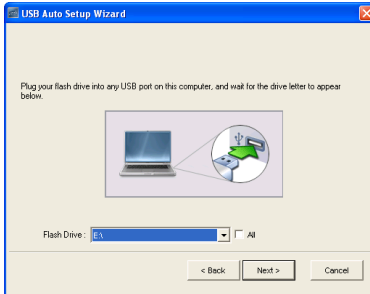 USB Auto Setup Wizard
Plug your flash drive into any USB port on this computer, and wait for the drive letter to appear
below.
Flash Drive : E:\ All
< Back Next > Cancel